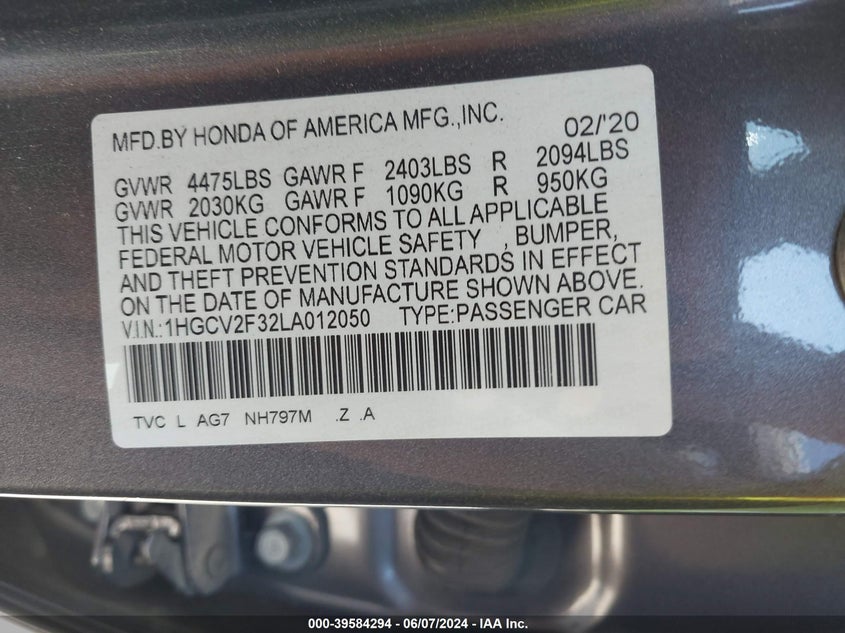 MFD.BY HONDA OF AMERICA MFG.,INC. 02/'20
GVWR 4475LBS GAWR F 2403LBS R 2094LBS
GVWR 2030KG GAWR F 1090KG R 950KG
THIS VEHICLE CONFORMS TO ALL APPLICABLE
FEDERAL MOTOR VEHICLE SAFETY , BUMPER,
AND THEFT PREVENTION STANDARDS IN EFFECT
ON THE DATE OF MANUFACTURE SHOWN ABOVE.
V.I.N.:1HGCV2F32LA012050 TYPE:PASSENGER CAR
TVC L AG7 NH797M .Z .A
000-39584294 - 06/07/2024 - IAA Inc.